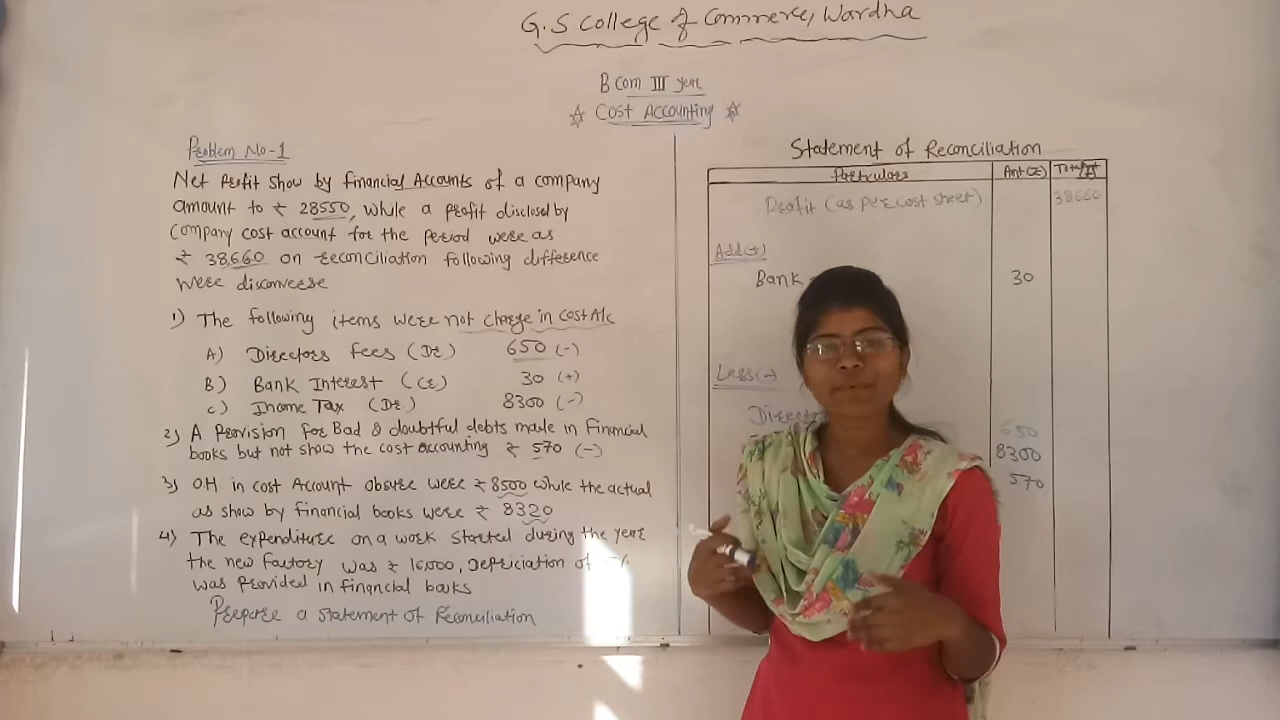 G.S College of Commerce, Wardha
B com III year
☆ Cost Accounting ☆
Problem No-1
Net Profit show by financial Accounts of a company
amount to ₹ 28550, while a profit disclosed by
Company cost account for the period were as
₹ 38,660 on reconciliation following difference
were
1) The following items were not charge in cost A/c
A) Directors fees (Dr) 650 (-)
B) Bank Interest (Cr) 30 (+)
c) Income Tax (Dr) 8300 (-)
2) A Provision for Bad & doubtful debts made in financial
books but not show the cost accounting ₹ 570 (-)
3) OH in cost Account were ₹ 8500 while the actual
as show by financial books were ₹ 8320
4) The expenditure on a work started during the year
the new factory was ₹ 16,000, Depriciation of %
was provided in financial books
Prepare a statement of Reconciliation
Statement of Reconciliation
Particulars Amt (₹)
Profit (as per cost sheet) 38660
Add (+)
Bank 30
Less (-)
Director 650
8300
570